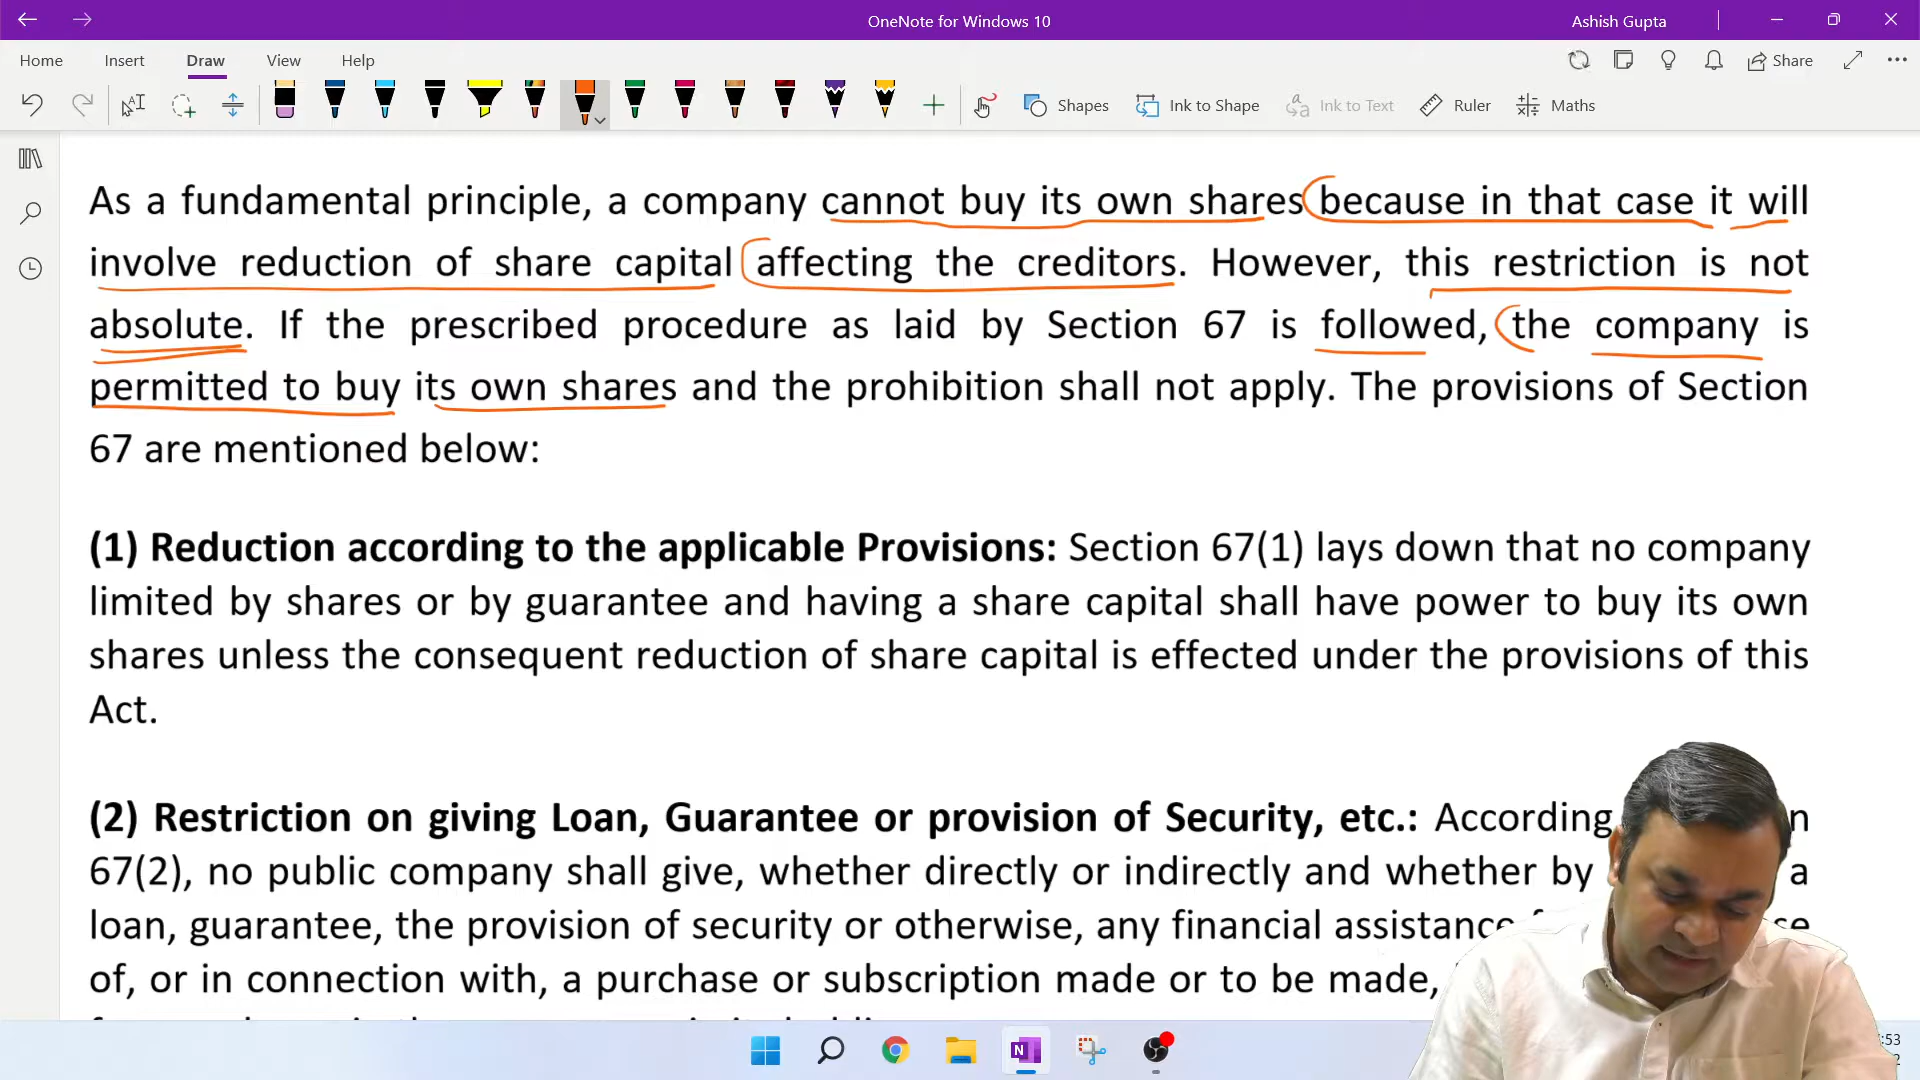 OneNote for Windows 10
Ashish Gupta
Home Insert Draw View Help
Share
Shapes Ink to Shape Ink to Text Ruler Maths
As a fundamental principle, a company cannot buy its own shares because in that case it will
involve reduction of share capital affecting the creditors. However, this restriction is not
absolute. If the prescribed procedure as laid by Section 67 is followed, the company is
permitted to buy its own shares and the prohibition shall not apply. The provisions of Section
67 are mentioned below:
(1) Reduction according to the applicable Provisions: Section 67(1) lays down that no company
limited by shares or by guarantee and having a share capital shall have power to buy its own
shares unless the consequent reduction of share capital is effected under the provisions of this
Act.
(2) Restriction on giving Loan, Guarantee or provision of Security, etc.: According
67(2), no public company shall give, whether directly or indirectly and whether by a
loan, guarantee, the provision of security or otherwise, any financial assistance
of, or in connection with, a purchase or subscription made or to be made,